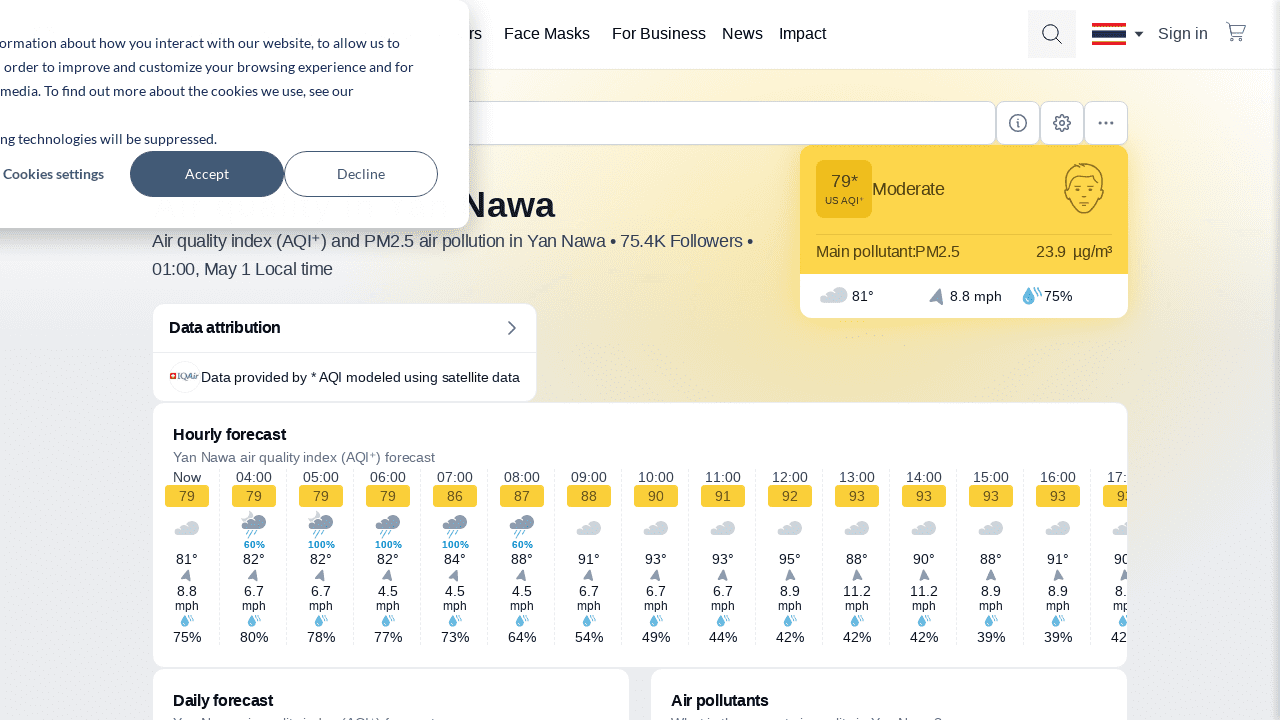 ormation about how you interact with our website, to allow us to
order to improve and customize your browsing experience and for
media. To find out more about the cookies we use, see our
ng technologies will be suppressed.
Cookies settings Accept Decline
rs Face Masks For Business News Impact Sign in
Nawa
Air quality index (AQI⁺) and PM2.5 air pollution in Yan Nawa • 75.4K Followers •
01:00, May 1 Local time
79*
US AQI⁺
Moderate
Main pollutant:PM2.5 23.9 µg/m³
81° 8.8 mph 75%
Data attribution
IQAir Data provided by * AQI modeled using satellite data
Hourly forecast
Yan Nawa air quality index (AQI⁺) forecast
Now 04:00 05:00 06:00 07:00 08:00 09:00 10:00 11:00 12:00 13:00 14:00 15:00 16:00 17:
79 79 79 79 86 87 88 90 91 92 93 93 93 93 93
60% 100% 100% 100% 60%
81° 82° 82° 82° 84° 88° 91° 93° 93° 95° 88° 90° 88° 91° 90
8.8 6.7 6.7 4.5 4.5 4.5 6.7 6.7 6.7 8.9 11.2 11.2 8.9 8.9 8.
mph mph mph mph mph mph mph mph mph mph mph mph mph mph mp
75% 80% 78% 77% 73% 64% 54% 49% 44% 42% 42% 42% 39% 39% 42
Daily forecast
Air pollutants